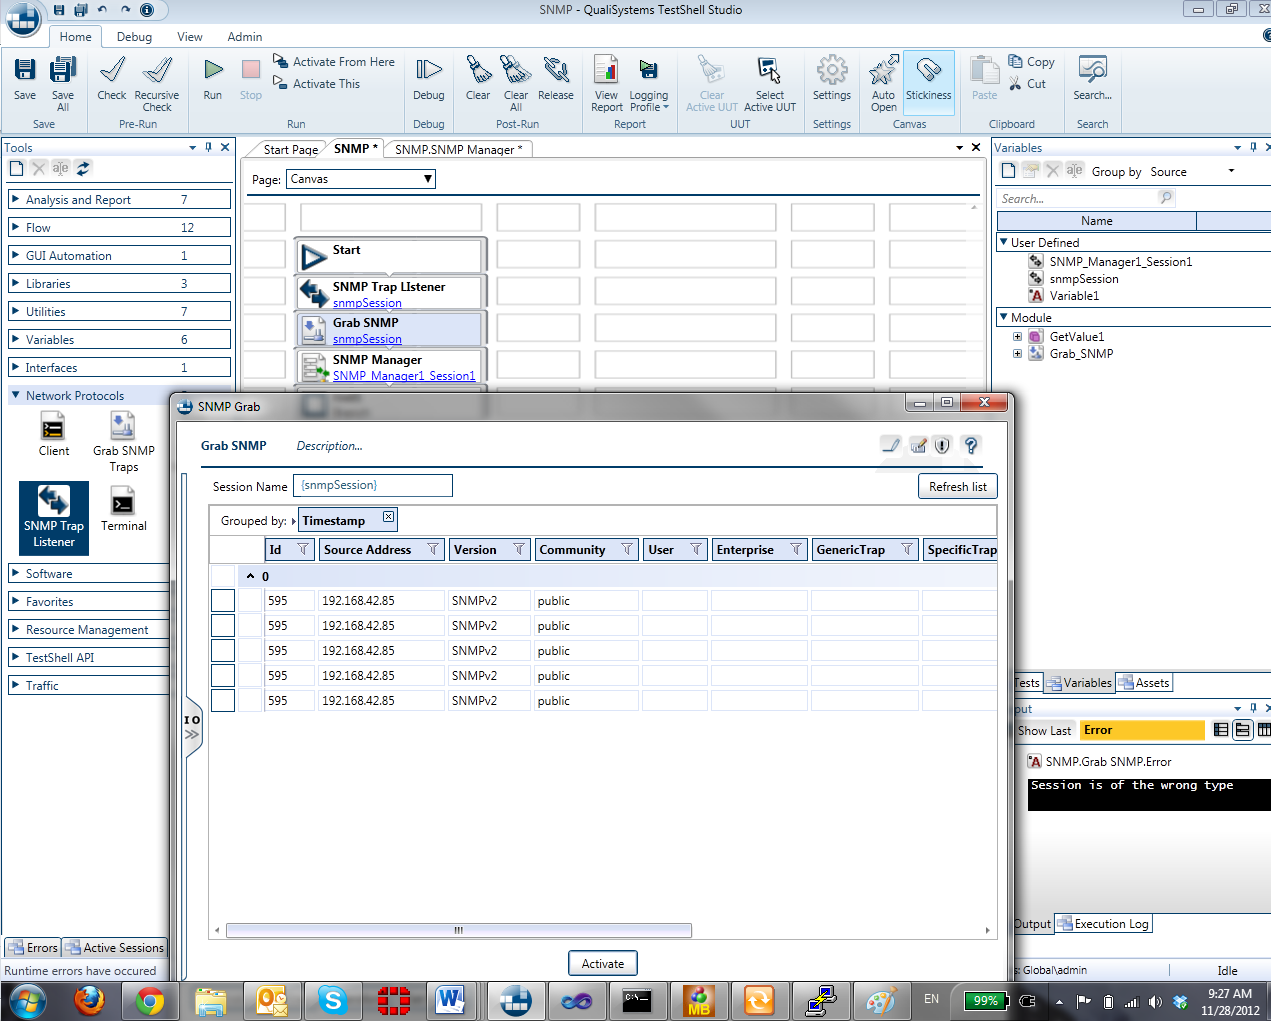 SNMP - QualiSystems TestShell Studio
Home Debug View Admin
Save Save All Check Recursive Check Run Stop Activate From Here Activate This Debug Clear Clear All Release View Report Logging Profile Clear Active UUT Select Active UUT Settings Auto Open Stickiness Paste Copy Cut Search...
Save Pre-Run Run Debug Post-Run Report UUT Settings Canvas Clipboard Search
Tools
Analysis and Report 7
Flow 12
GUI Automation 1
Libraries 3
Utilities 7
Variables 6
Interfaces 1
Network Protocols
Client
Grab SNMP Traps
SNMP Trap Listener
Terminal
Software
Favorites
Resource Management
TestShell API
Traffic
Errors Active Sessions
Runtime errors have occured
Start Page SNMP * SNMP.SNMP Manager *
Page: Canvas
Start
SNMP Trap LIstener
snmpSession
Grab SNMP
snmpSession
SNMP Manager
SNMP_Manager1_Session1
Variables
Group by Source
Search...
Name
User Defined
SNMP_Manager1_Session1
snmpSession
Variable1
Module
GetValue1
Grab_SNMP
SNMP Grab
Grab SNMP Description...
Session Name {snmpSession} Refresh list
Grouped by: Timestamp
Id Source Address Version Community User Enterprise GenericTrap SpecificTrap
0
595 192.168.42.85 SNMPv2 public
595 192.168.42.85 SNMPv2 public
595 192.168.42.85 SNMPv2 public
595 192.168.42.85 SNMPv2 public
595 192.168.42.85 SNMPv2 public
I O
Activate
Tests Variables Assets
put
Show Last Error
SNMP.Grab SNMP.Error
Session is of the wrong type
Output Execution Log
s: Global\admin Idle
C:\
MB
EN 99% 9:27 AM
11/28/2012